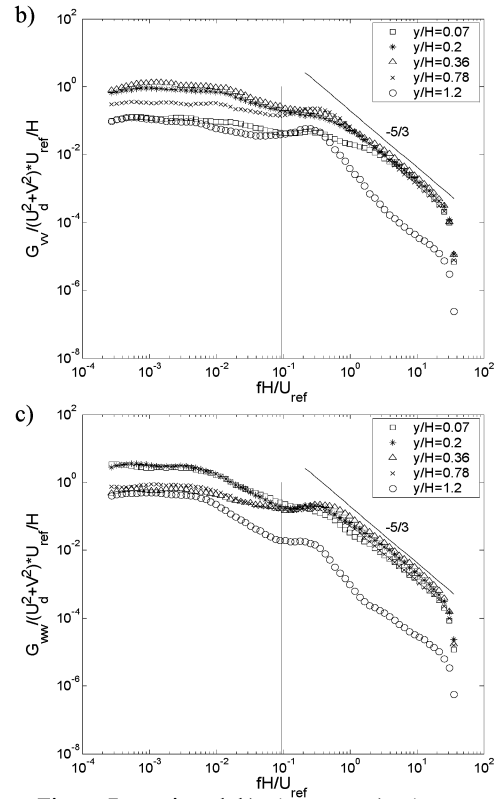 b)
10^2
10^0
10^-2
10^-4
10^-6
10^-8
G_vv/(U_d^2+V^2)*U_ref/H
y/H=0.07
y/H=0.2
y/H=0.36
y/H=0.78
y/H=1.2
-5/3
10^-4 10^-3 10^-2 10^-1 10^0 10^1 10^2
fH/U_ref
c)
10^2
10^0
10^-2
10^-4
10^-6
10^-8
G_ww/(U_d^2+V^2)*U_ref/H
y/H=0.07
y/H=0.2
y/H=0.36
y/H=0.78
y/H=1.2
-5/3
10^-4 10^-3 10^-2 10^-1 10^0 10^1 10^2
fH/U_ref